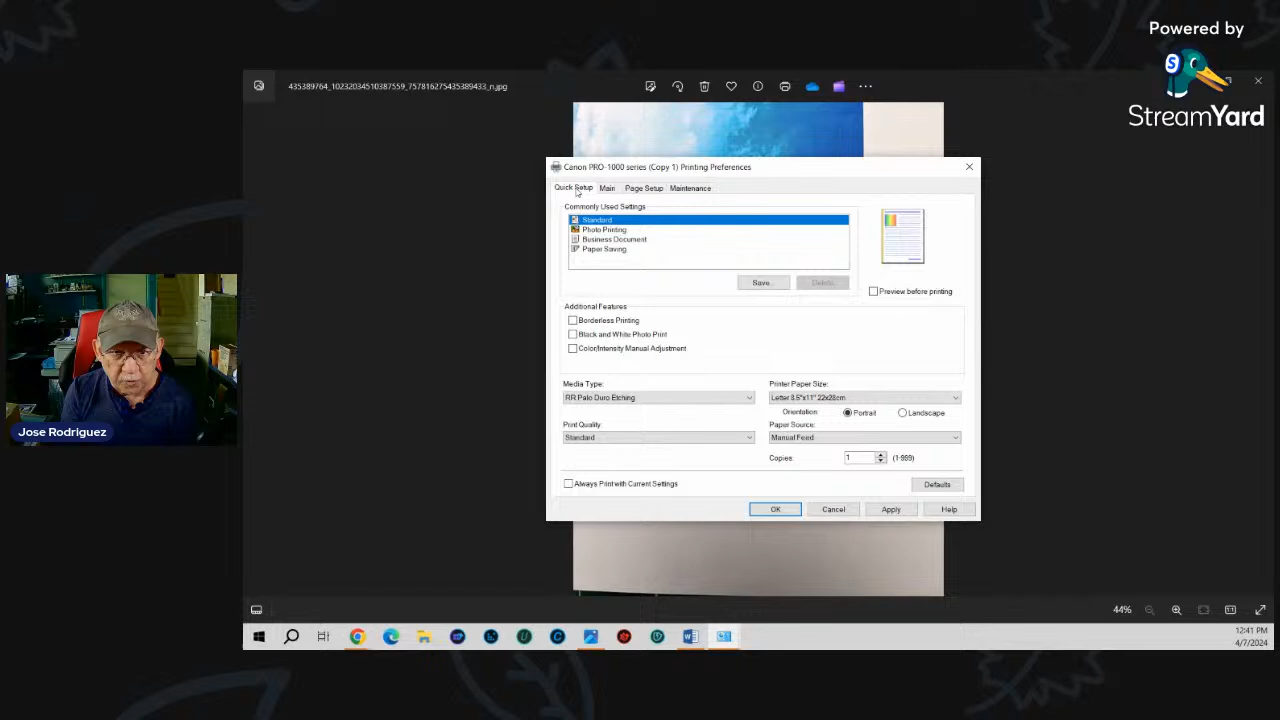 Powered by
StreamYard
435389764_10232034510387559_757816275435389433_n.jpg
Canon PRO-1000 series (Copy 1) Printing Preferences
Quick Setup Main Page Setup Maintenance
Commonly Used Settings
Standard
Photo Printing
Business Document
Paper Saving
Save...
Delete...
Preview before printing
Additional Features
Borderless Printing
Black and White Photo Print
Color/Intensity Manual Adjustment
Media Type:
RR Palo Duro Etching
Printer Paper Size:
Letter 8.5"x11" 22x28cm
Orientation: Portrait Landscape
Print Quality:
Standard
Paper Source:
Manual Feed
Copies: 1 (1-999)
Always Print with Current Settings
Defaults
OK Cancel Apply Help
Jose Rodriguez
44%
12:41 PM
4/7/2024